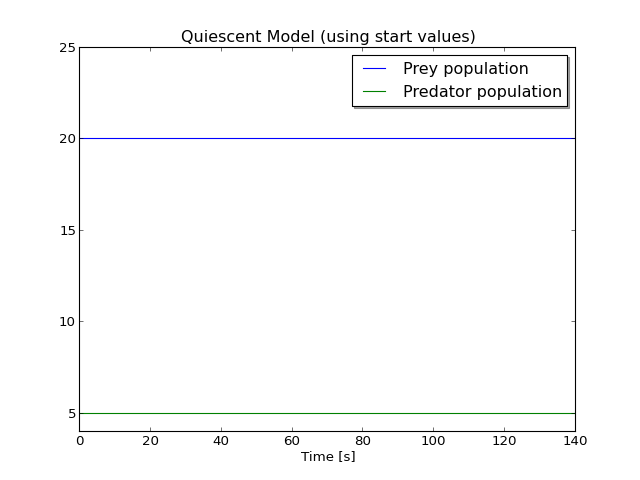 Quiescent Model (using start values)
25
Prey population
Predator population
20
15
10
5
0 20 40 60 80 100 120 140
Time [s]